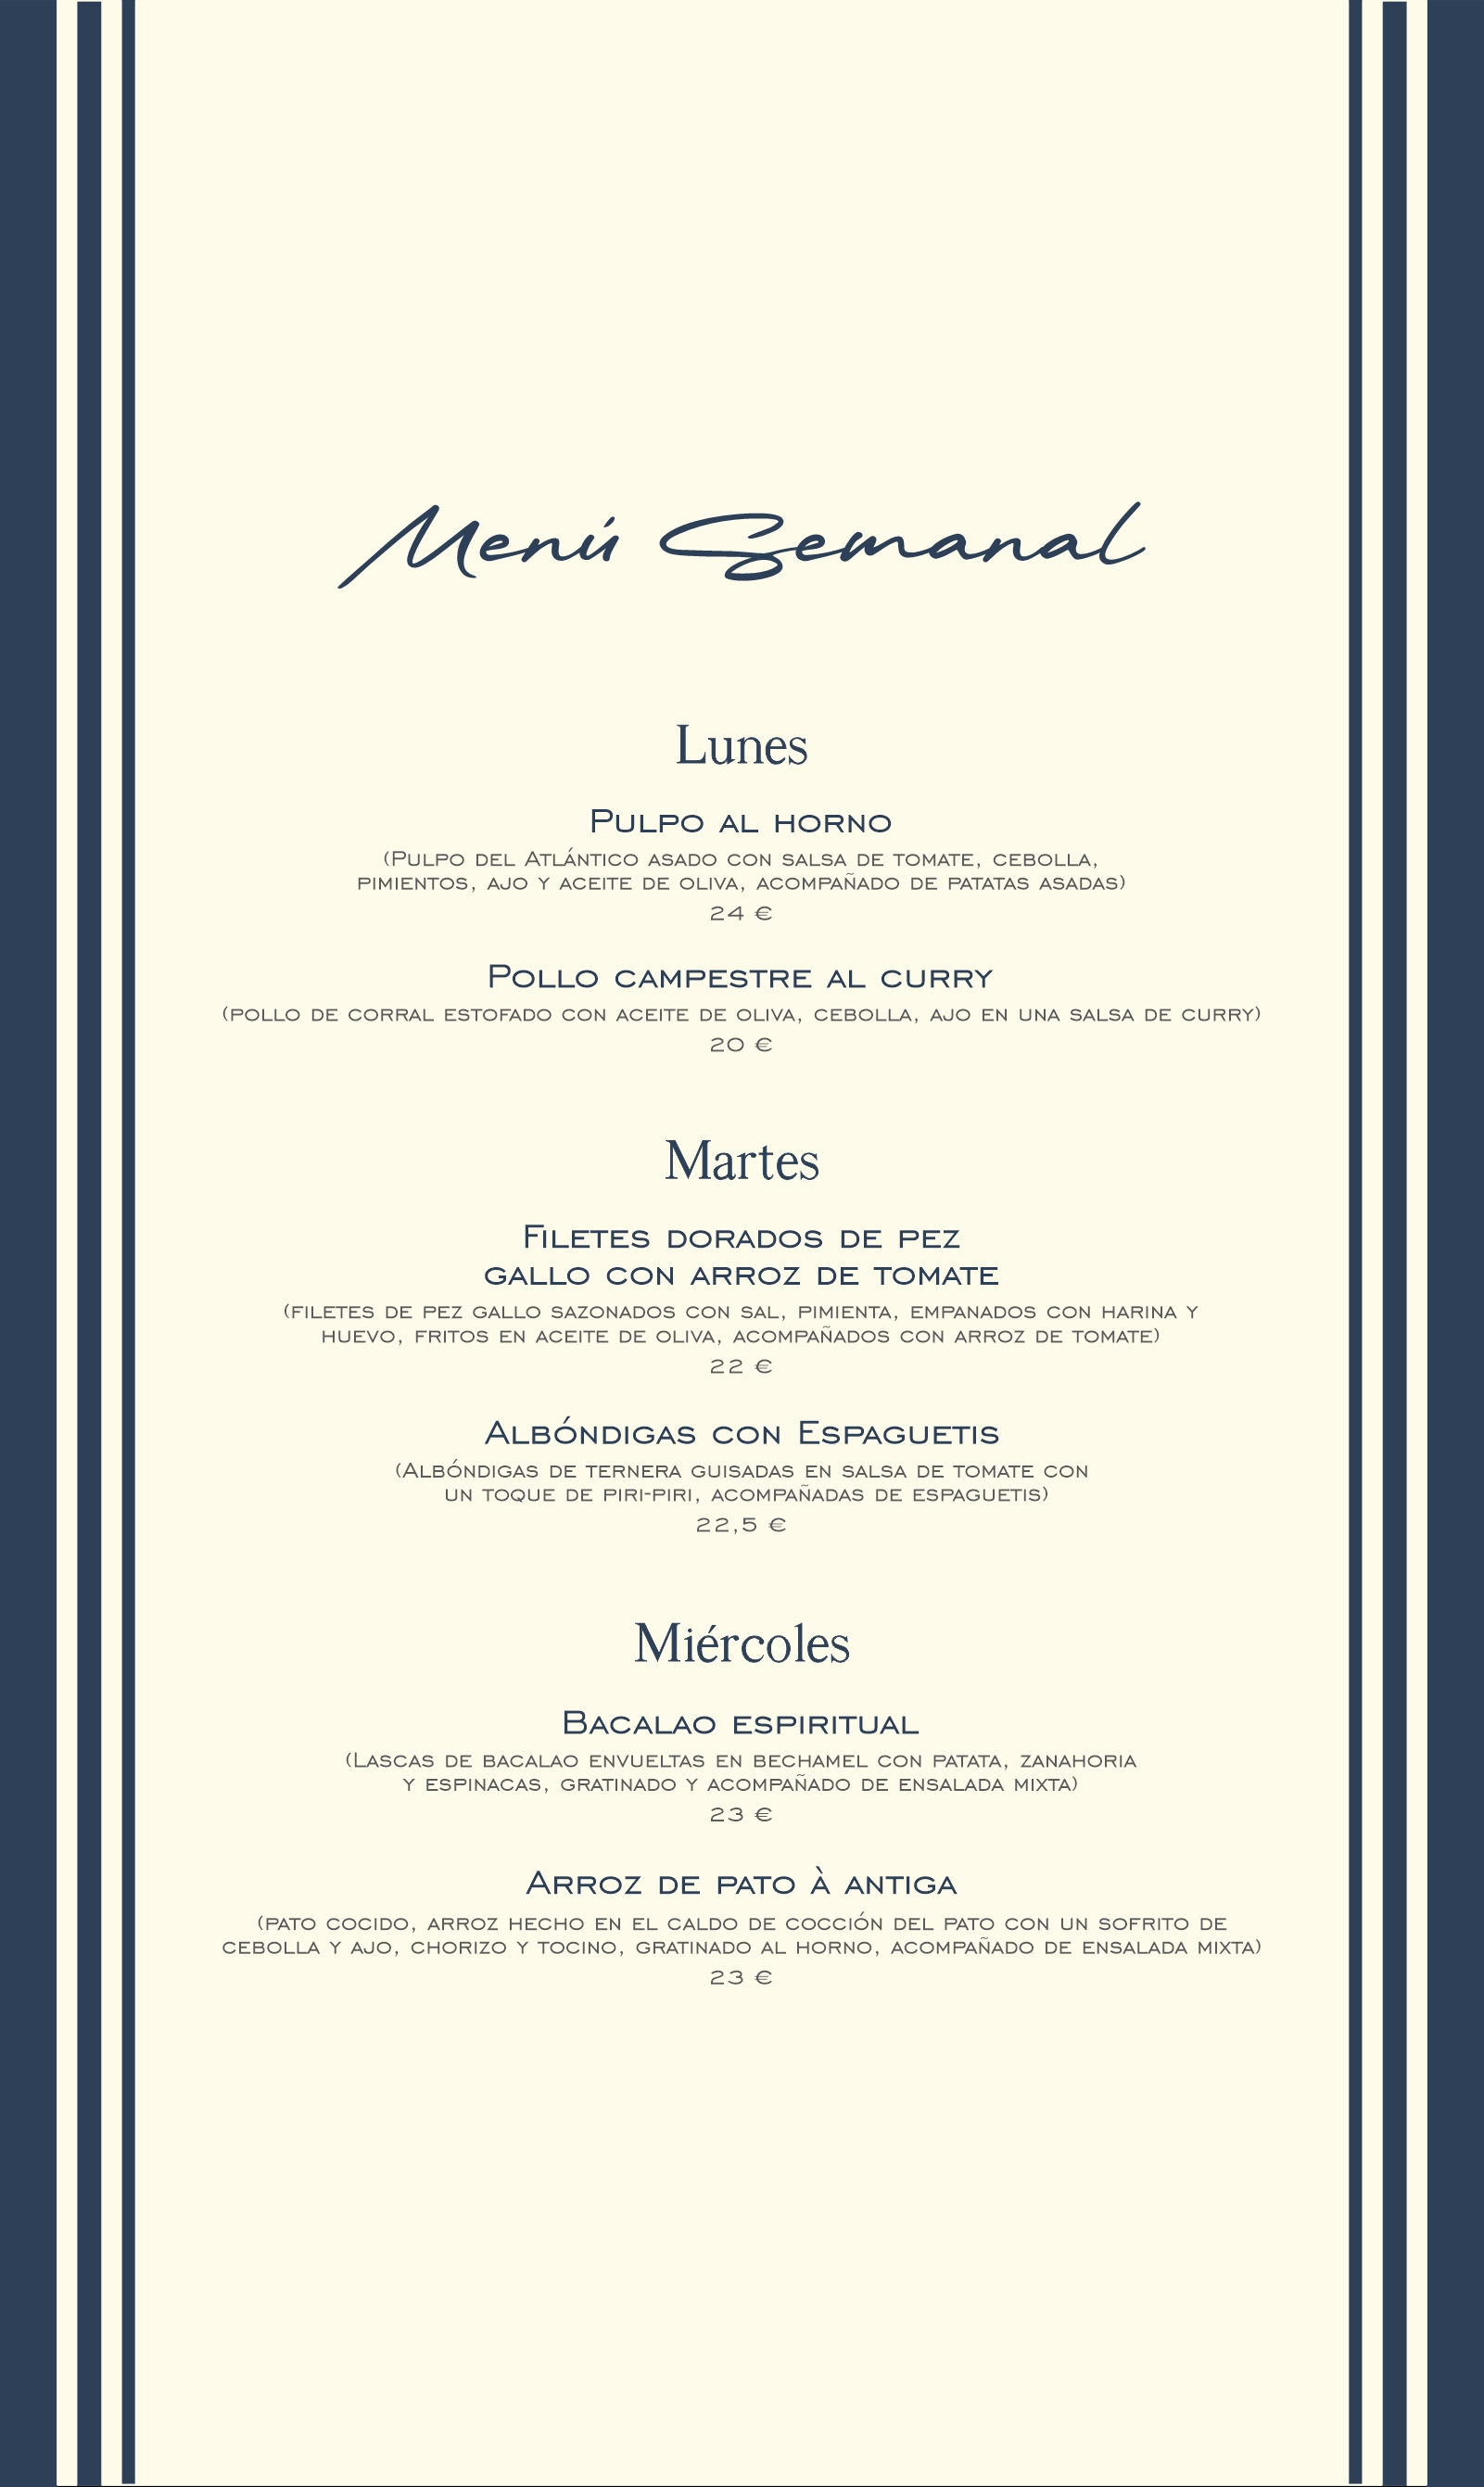 Menú Semanal
Lunes
Pulpo al horno
(Pulpo del Atlántico asado con salsa de tomate, cebolla,
pimientos, ajo y aceite de oliva, acompañado de patatas asadas)
24 €
Pollo campestre al curry
(pollo de corral estofado con aceite de oliva, cebolla, ajo en una salsa de curry)
20 €
Martes
Filetes dorados de pez
gallo con arroz de tomate
(filetes de pez gallo sazonados con sal, pimienta, empanados con harina y
huevo, fritos en aceite de oliva, acompañados con arroz de tomate)
22 €
Albóndigas con Espaguetis
(Albóndigas de ternera guisadas en salsa de tomate con
un toque de piri-piri, acompañadas de espaguetis)
22,5 €
Miércoles
Bacalao espiritual
(Lascas de bacalao envueltas en bechamel con patata, zanahoria
y espinacas, gratinado y acompañado de ensalada mixta)
23 €
Arroz de pato à antiga
(pato cocido, arroz hecho en el caldo de cocción del pato con un sofrito de
cebolla y ajo, chorizo y tocino, gratinado al horno, acompañado de ensalada mixta)
23 €